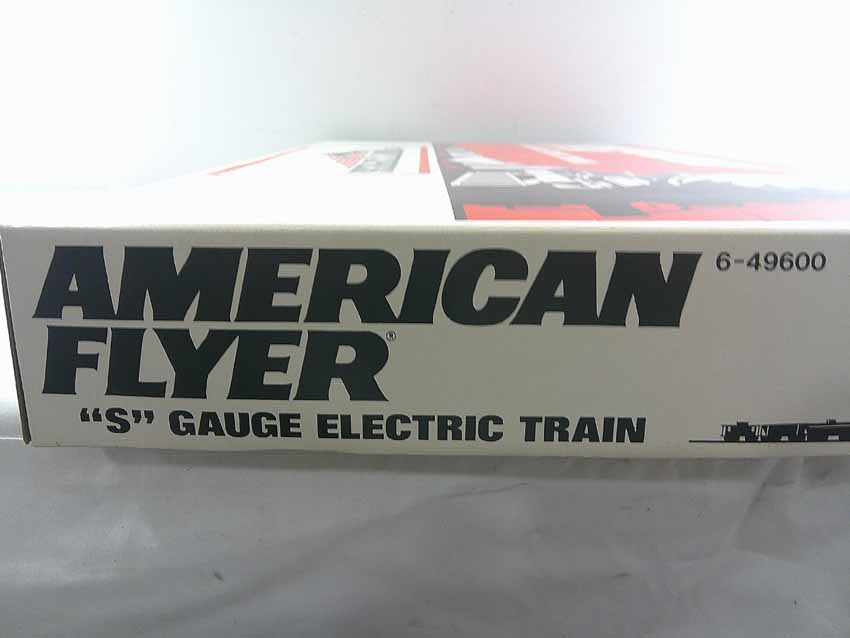 AMERICAN 6-49600
FLYER®
“S” GAUGE ELECTRIC TRAIN